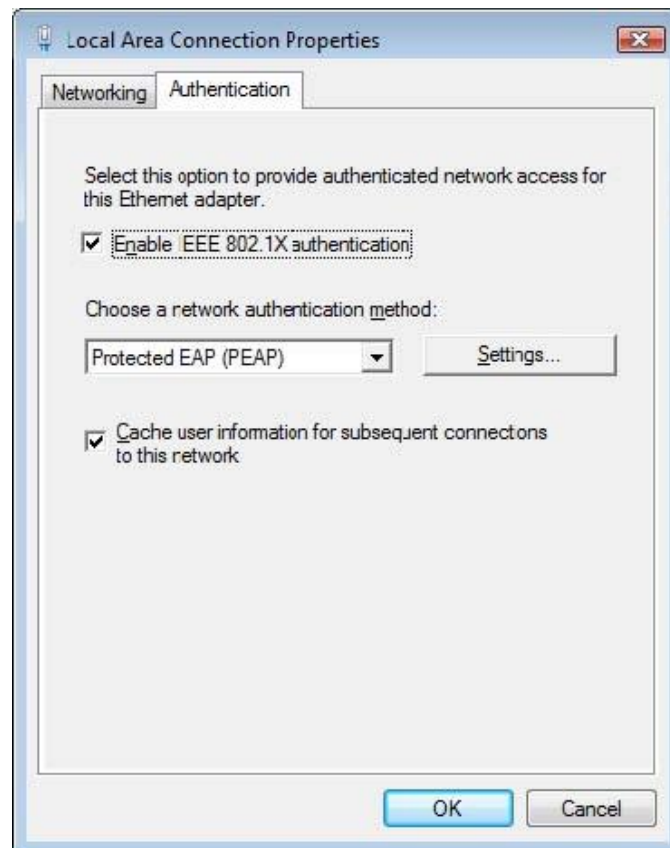 Local Area Connection Properties
Networking
Authentication
Select this option to provide authenticated network access for
this Ethernet adapter.
Enable IEEE 802.1X authentication
Choose a network authentication method:
Protected EAP (PEAP)
Settings...
Cache user information for subsequent connectons
to this network
OK
Cancel